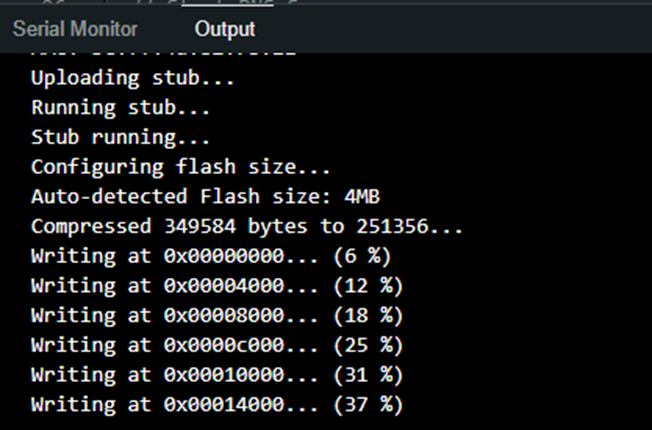 Serial Monitor Output
Uploading stub...
Running stub...
Stub running...
Configuring flash size...
Auto-detected Flash size: 4MB
Compressed 349584 bytes to 251356...
Writing at 0x00000000... (6 %)
Writing at 0x00004000... (12 %)
Writing at 0x00008000... (18 %)
Writing at 0x0000c000... (25 %)
Writing at 0x00010000... (31 %)
Writing at 0x00014000... (37 %)